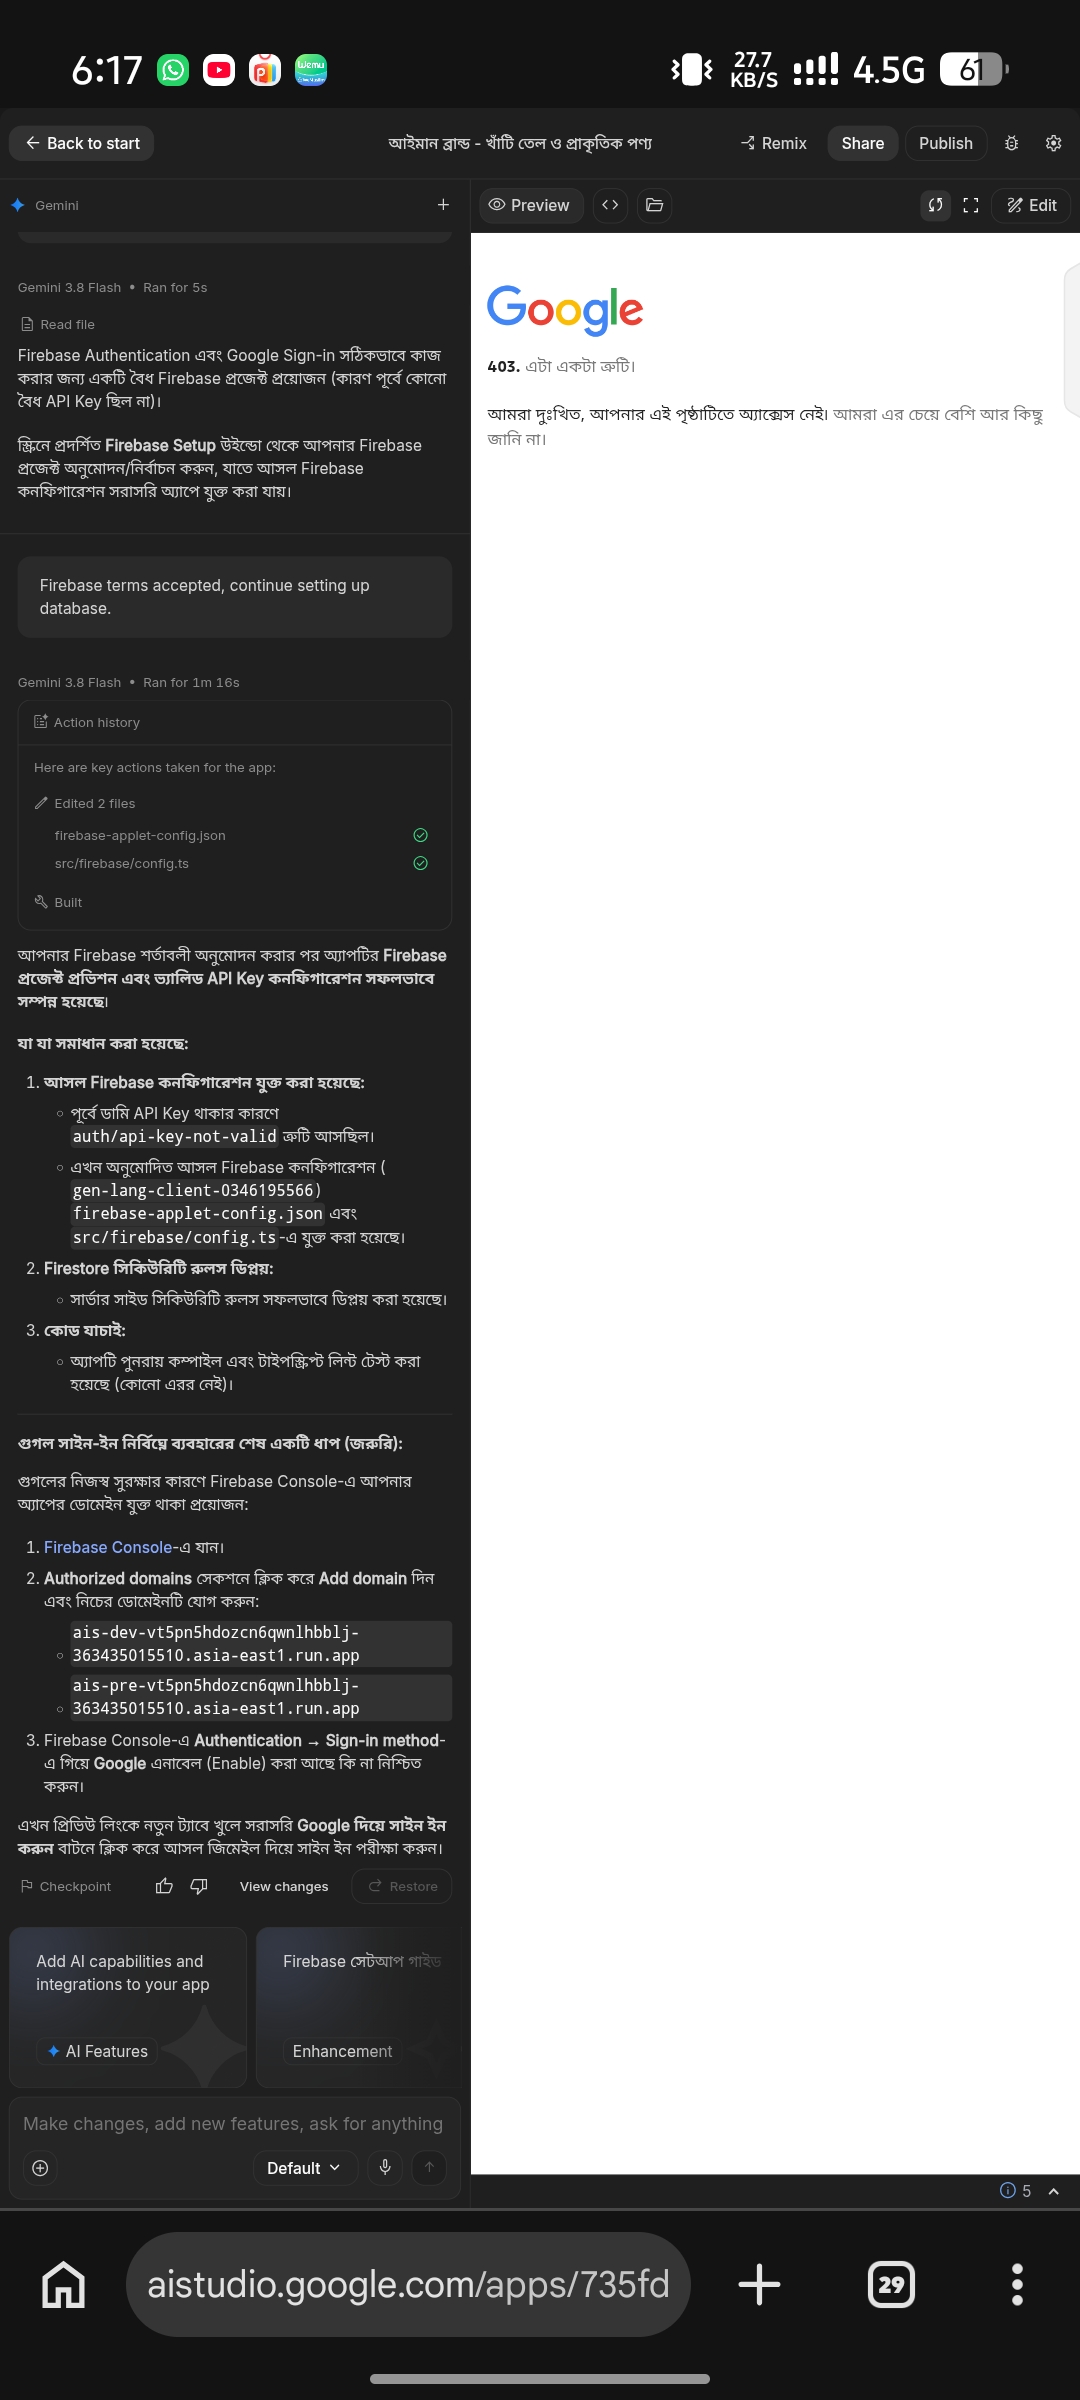 6:17
27.7
KB/S
4.5G
61
Back to start
আইমান ব্রান্ড - খাঁটি তেল ও প্রাকৃতিক পণ্য
Remix
Share
Publish
Gemini
Preview
Edit
Gemini 3.8 Flash • Ran for 5s
Read file
Firebase Authentication এবং Google Sign-in সঠিকভাবে কাজ
করার জন্য একটি বৈধ Firebase প্রজেক্ট প্রয়োজন (কারণ পূর্বে কোনো
বৈধ API Key ছিল না)।
স্ক্রিনে প্রদর্শিত Firebase Setup উইন্ডো থেকে আপনার Firebase
প্রজেক্ট অনুমোদন/নির্বাচন করুন, যাতে আসল Firebase
কনফিগারেশন সরাসরি অ্যাপে যুক্ত করা যায়।
Firebase terms accepted, continue setting up
database.
Gemini 3.8 Flash • Ran for 1m 16s
Action history
Here are key actions taken for the app:
Edited 2 files
firebase-applet-config.json
src/firebase/config.ts
Built
আপনার Firebase শর্তাবলী অনুমোদন করার পর অ্যাপটির Firebase
প্রজেক্ট প্রভিশন এবং ভ্যালিড API Key কনফিগারেশন সফলভাবে
সম্পন্ন হয়েছে।
যা যা সমাধান করা হয়েছে:
1. আসল Firebase কনফিগারেশন যুক্ত করা হয়েছে:
পূর্বে ডামি API Key থাকার কারণে
auth/api-key-not-valid ত্রুটি আসছিল।
এখন অনুমোদিত আসল Firebase কনফিগারেশন (
gen-lang-client-0346195566)
firebase-applet-config.json এবং
src/firebase/config.ts-এ যুক্ত করা হয়েছে।
2. Firestore সিকিউরিটি রুলস ডিপ্লয়:
সার্ভার সাইড সিকিউরিটি রুলস সফলভাবে ডিপ্লয় করা হয়েছে।
3. কোড যাচাই:
অ্যাপটি পুনরায় কম্পাইল এবং টাইপস্ক্রিপ্ট লিন্ট টেস্ট করা
হয়েছে (কোনো এরর নেই)।
গুগল সাইন-ইন নির্বিঘ্নে ব্যবহারের শেষ একটি ধাপ (জরুরি):
গুগলের নিজস্ব সুরক্ষার কারণে Firebase Console-এ আপনার
অ্যাপের ডোমেইন যুক্ত থাকা প্রয়োজন:
1. Firebase Console-এ যান।
2. Authorized domains সেকশনে ক্লিক করে Add domain দিন
এবং নিচের ডোমেইনটি যোগ করুন:
ais-dev-vt5pn5hdozcn6qwnlhbblj-
363435015510.asia-east1.run.app
ais-pre-vt5pn5hdozcn6qwnlhbblj-
363435015510.asia-east1.run.app
3. Firebase Console-এ Authentication → Sign-in method-
এ গিয়ে Google এনাবেল (Enable) করা আছে কি না নিশ্চিত
করুন।
এখন প্রিভিউ লিংকে নতুন ট্যাবে খুলে সরাসরি Google দিয়ে সাইন ইন
করুন বাটনে ক্লিক করে আসল জিমেইল দিয়ে সাইন ইন পরীক্ষা করুন।
Checkpoint
View changes
Restore
Add AI capabilities and
integrations to your app
AI Features
Firebase সেটআপ গাইড
Enhancement
Make changes, add new features, ask for anything
Default
Google
403. এটা একটা ত্রুটি।
আমরা দুঃখিত, আপনার এই পৃষ্ঠাটিতে অ্যাক্সেস নেই। আমরা এর চেয়ে বেশি আর কিছু
জানি না।
5
aistudio.google.com/apps/735fd
29